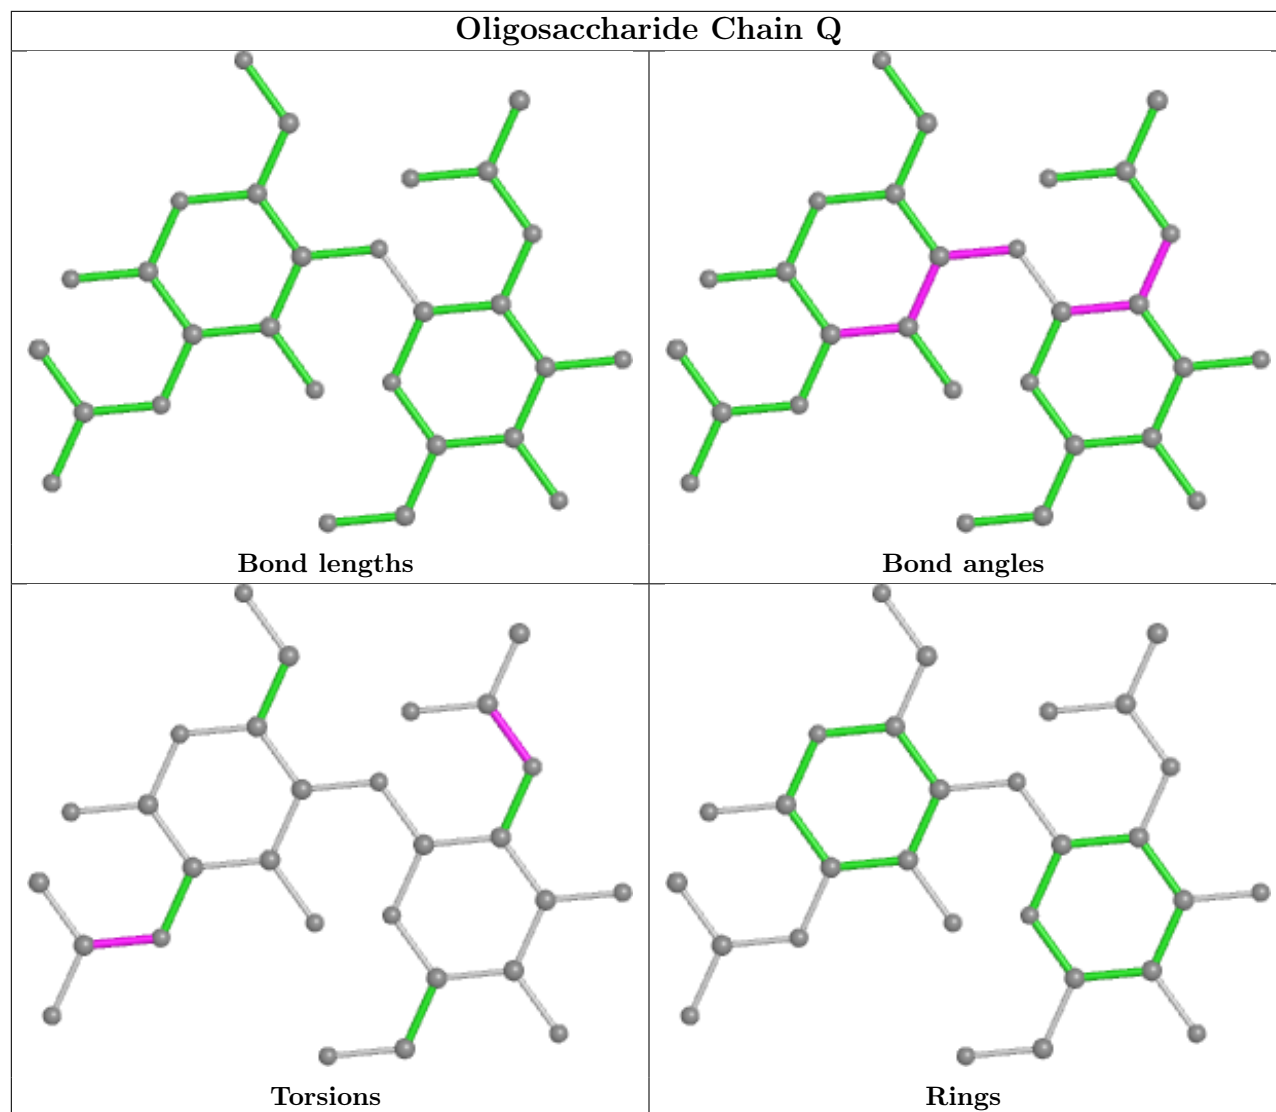 Oligosaccharide Chain Q
Bond lengths
Bond angles
Torsions
Rings